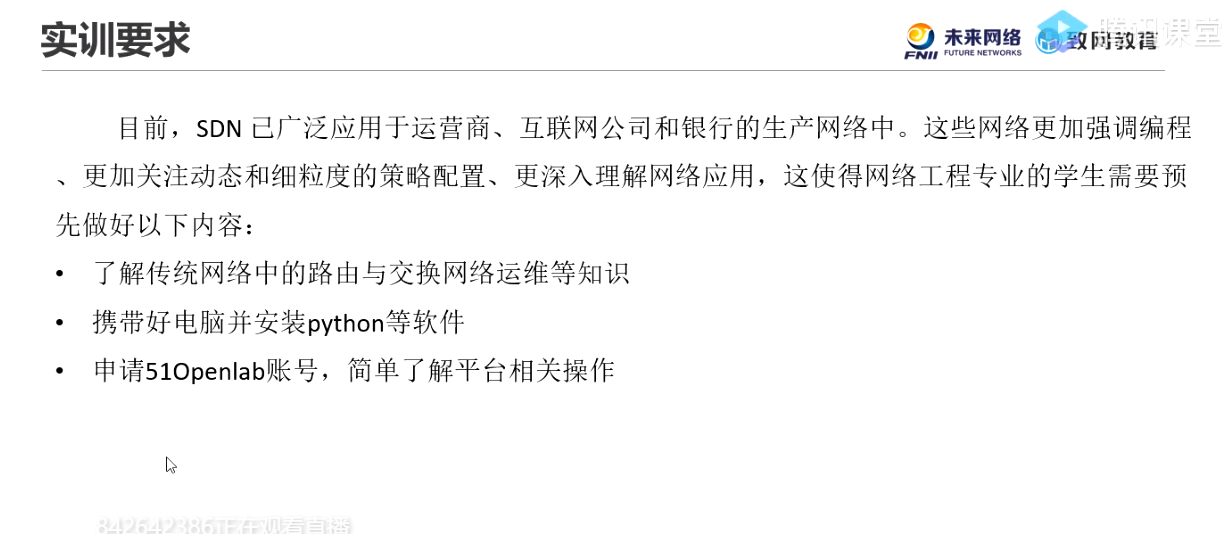 实训要求
未来网络
FNII FUTURE NETWORKS
致网教育
腾讯课堂
目前，SDN 已广泛应用于运营商、互联网公司和银行的生产网络中。这些网络更加强调编程
、更加关注动态和细粒度的策略配置、更深入理解网络应用，这使得网络工程专业的学生需要预
先做好以下内容：
• 了解传统网络中的路由与交换网络运维等知识
• 携带好电脑并安装python等软件
• 申请51Openlab账号，简单了解平台相关操作
842642386正在观看直播